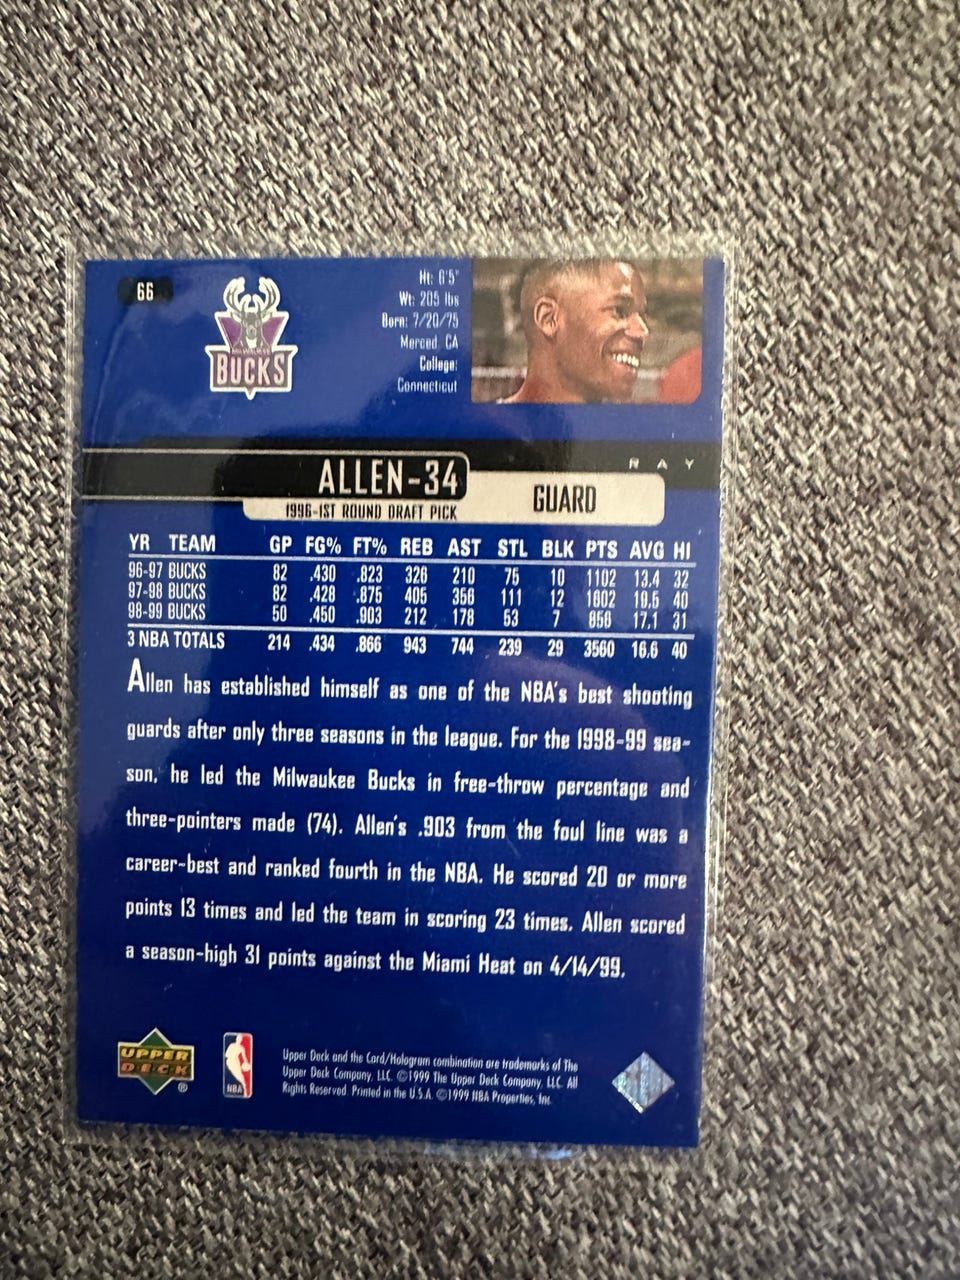 66
MILWAUKEE
BUCKS
Ht: 6'5"
Wt: 205 lbs
Born: 7/20/75
Merced, CA
College:
Connecticut
RAY
ALLEN-34
GUARD
1996-1ST ROUND DRAFT PICK
YR TEAM GP FG% FT% REB AST STL BLK PTS AVG HI
96-97 BUCKS 82 .430 .823 326 210 75 10 1102 13.4 32
97-98 BUCKS 82 .428 .875 405 356 111 12 1602 19.5 40
98-99 BUCKS 50 .450 .903 212 178 53 7 856 17.1 31
3 NBA TOTALS 214 .434 .866 943 744 239 29 3560 16.6 40
Allen has established himself as one of the NBA's best shooting
guards after only three seasons in the league. For the 1998-99 sea-
son, he led the Milwaukee Bucks in free-throw percentage and
three-pointers made (74). Allen's .903 from the foul line was a
career-best and ranked fourth in the NBA. He scored 20 or more
points 13 times and led the team in scoring 23 times. Allen scored
a season-high 31 points against the Miami Heat on 4/14/99.
UPPER
DECK
®
NBA
Upper Deck and the Card/Hologram combination are trademarks of The
Upper Deck Company, LLC. ©1999 The Upper Deck Company, LLC. All
Rights Reserved. Printed in the U.S.A. ©1999 NBA Properties, Inc.